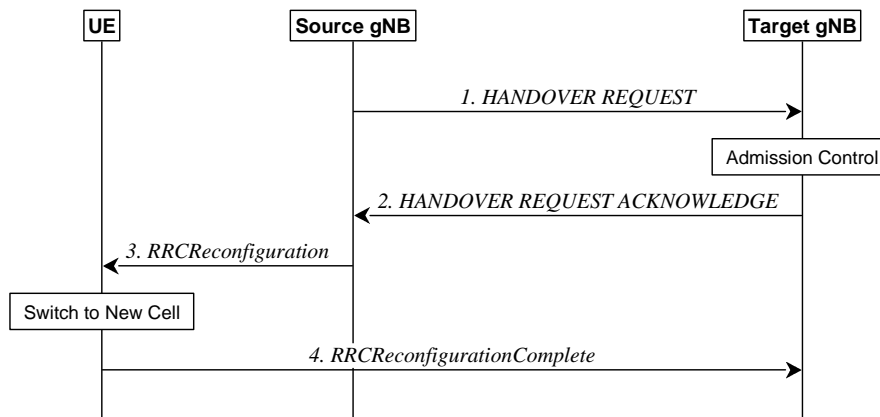 UE
Source gNB
Target gNB
1. HANDOVER REQUEST
Admission Control
2. HANDOVER REQUEST ACKNOWLEDGE
3. RRCReconfiguration
Switch to New Cell
4. RRCReconfigurationComplete